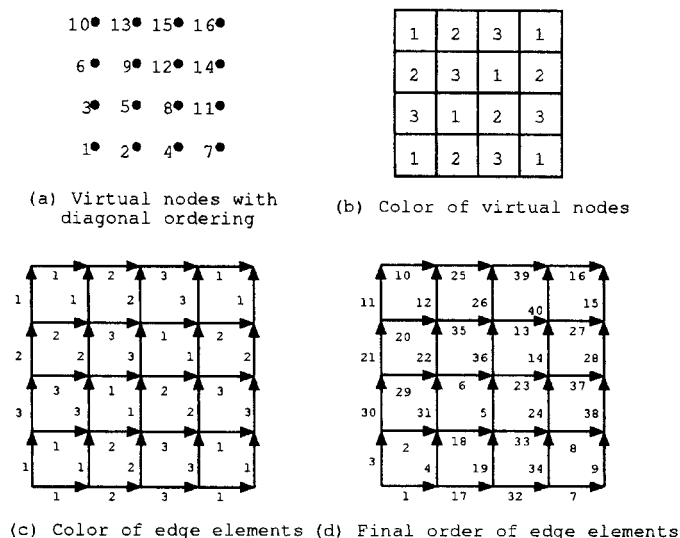 10 13 15 16
6 9 12 14
3 5 8 11
1 2 4 7
(a) Virtual nodes with
diagonal ordering
1 2 3 1
2 3 1 2
3 1 2 3
1 2 3 1
(b) Color of virtual nodes
1 2 3 1
1 1 2 3 1
2 3 1 2
2 2 3 1 2
3 1 2 3
3 3 1 2 3
1 2 3 1
1 1 2 3 1
1 2 3 1
(c) Color of edge elements
10 25 39 16
11 12 26 40 15
20 35 13 27
21 22 36 14 28
29 6 23 37
30 31 5 24 38
2 18 33 8
3 4 19 34 9
1 17 32 7
(d) Final order of edge elements